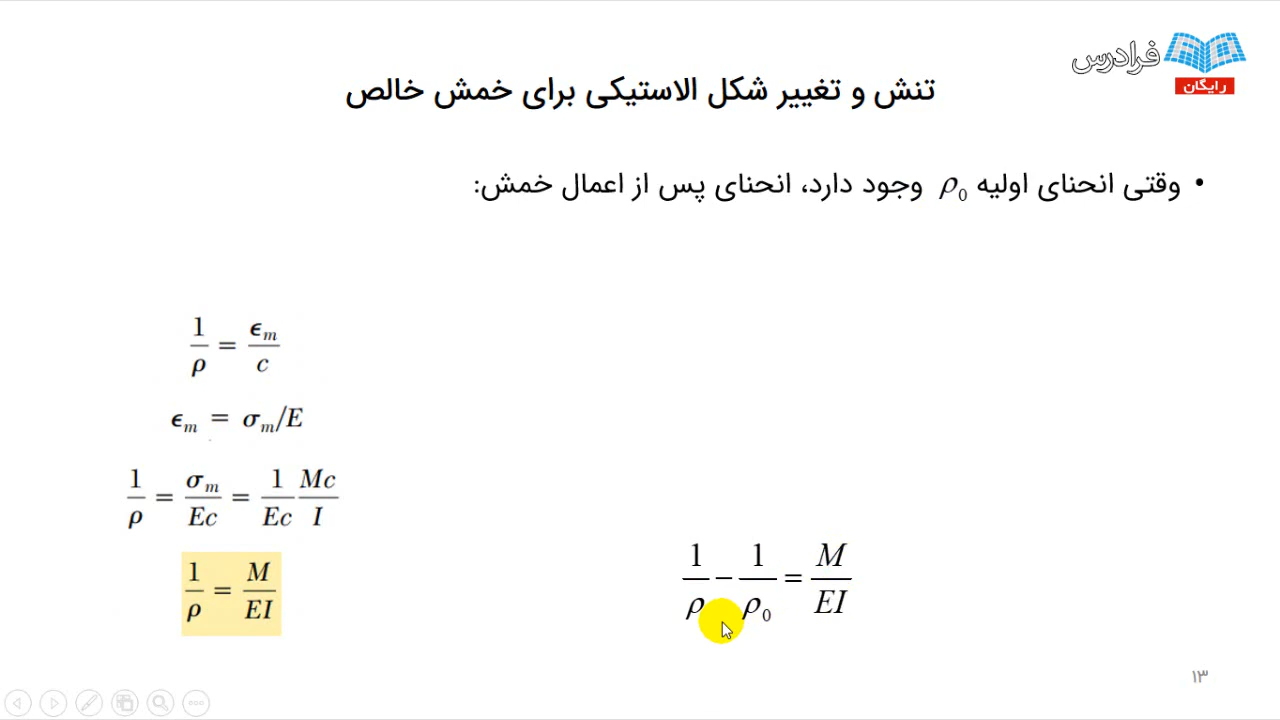 فرادرس
رایگان
تنش و تغییر شکل الاستیکی برای خمش خالص
• وقتی انحنای اولیه ρ₀ وجود دارد، انحنای پس از اعمال خمش:
1/ρ = ϵₘ/c
ϵₘ = σₘ/E
1/ρ = σₘ/Ec = 1/Ec Mc/I
1/ρ = M/EI
1/ρ − 1/ρ₀ = M/EI
۱۳